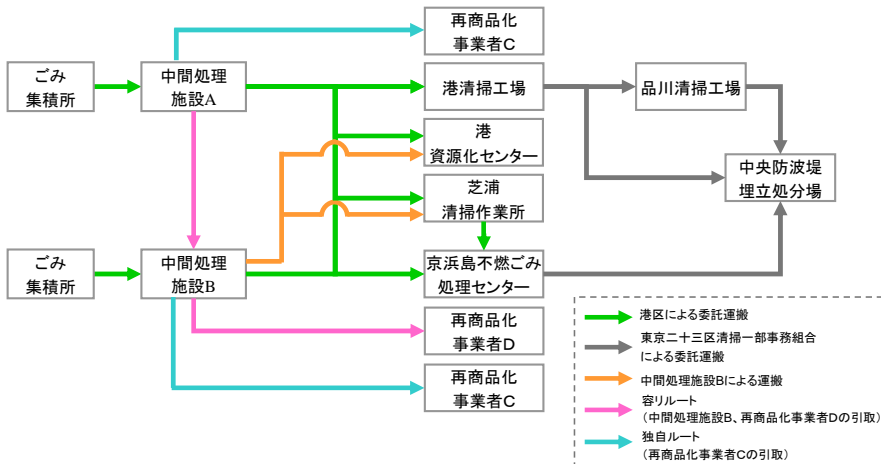 再商品化
事業者C
ごみ
集積所
中間処理
施設A
港清掃工場
品川清掃工場
港
資源化センター
中央防波堤
埋立処分場
芝浦
清掃作業所
ごみ
集積所
中間処理
施設B
京浜島不燃ごみ
処理センター
再商品化
事業者D
再商品化
事業者C
港区による委託運搬
東京二十三区清掃一部事務組合
による委託運搬
中間処理施設Bによる運搬
容リルート
（中間処理施設B、再商品化事業者Dの引取）
独自ルート
（再商品化事業者Cの引取）